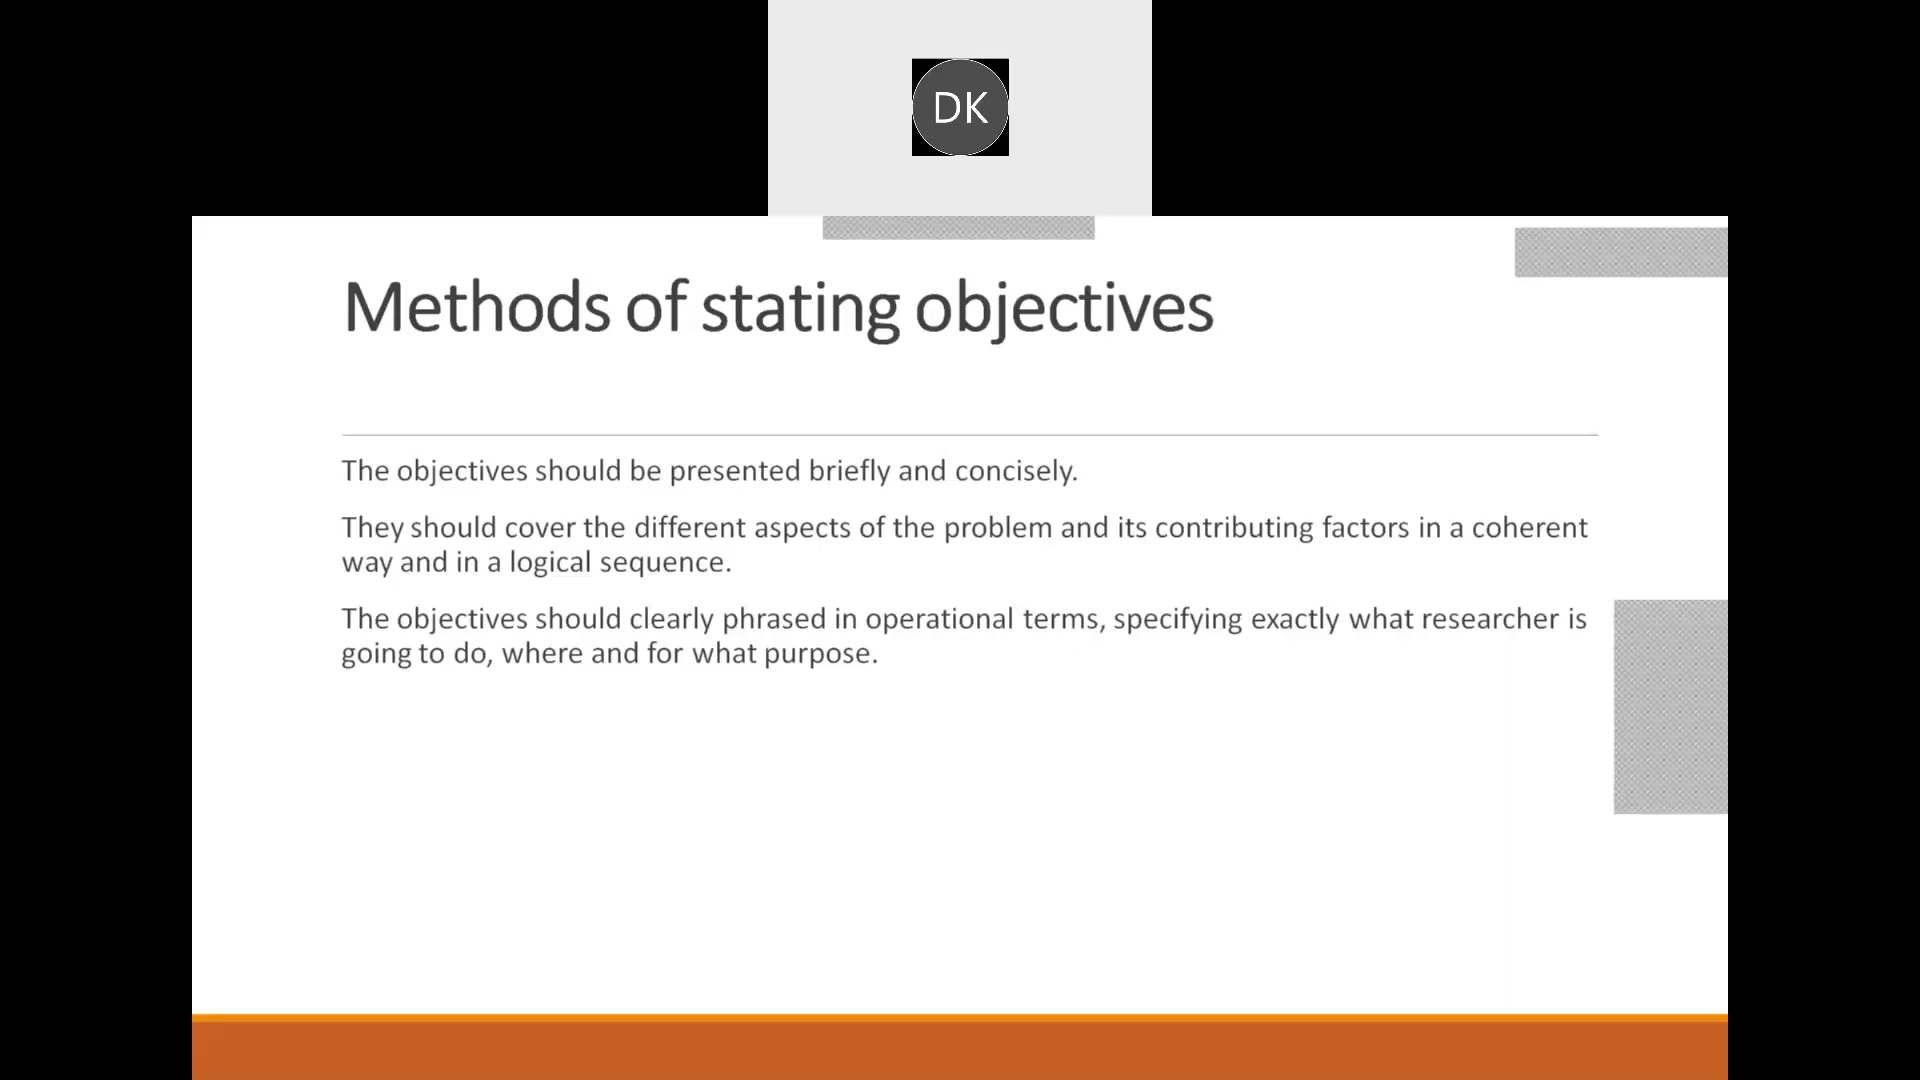 DK
Methods of stating objectives
The objectives should be presented briefly and concisely.
They should cover the different aspects of the problem and its contributing factors in a coherent
way and in a logical sequence.
The objectives should clearly phrased in operational terms, specifying exactly what researcher is
going to do, where and for what purpose.